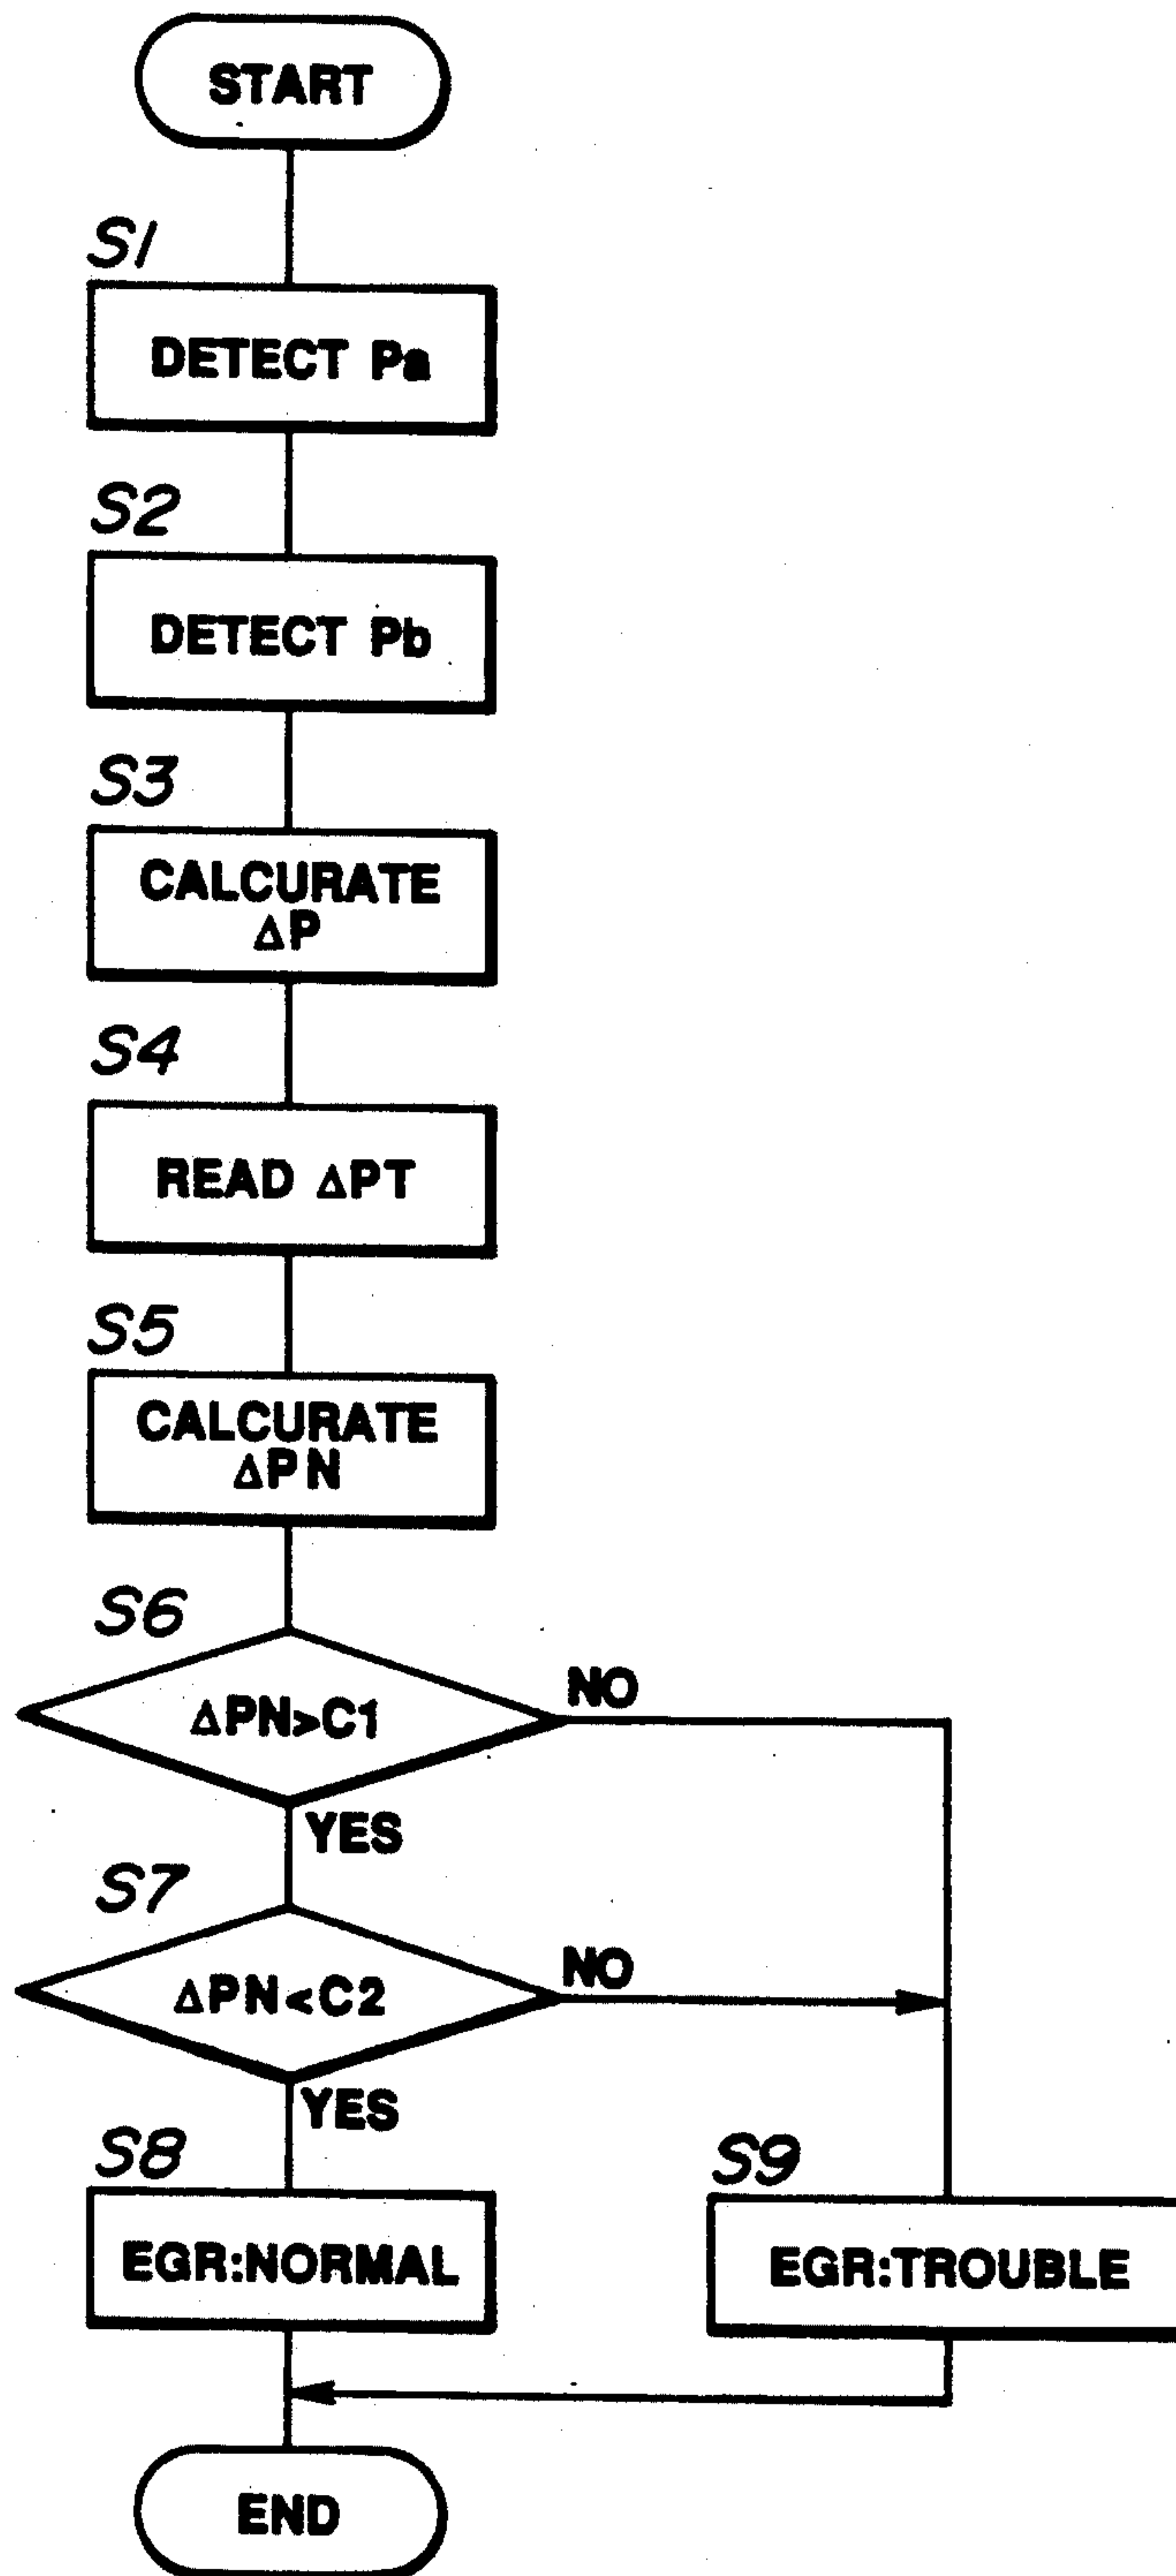 START
S1
DETECT Pa
S2
DETECT Pb
S3
CALCURATE
ΔP
S4
READ ΔPT
S5
CALCURATE
ΔPN
S6
ΔPN>C1
NO
YES
S7
ΔPN<C2
NO
YES
S8
EGR:NORMAL
S9
EGR:TROUBLE
END